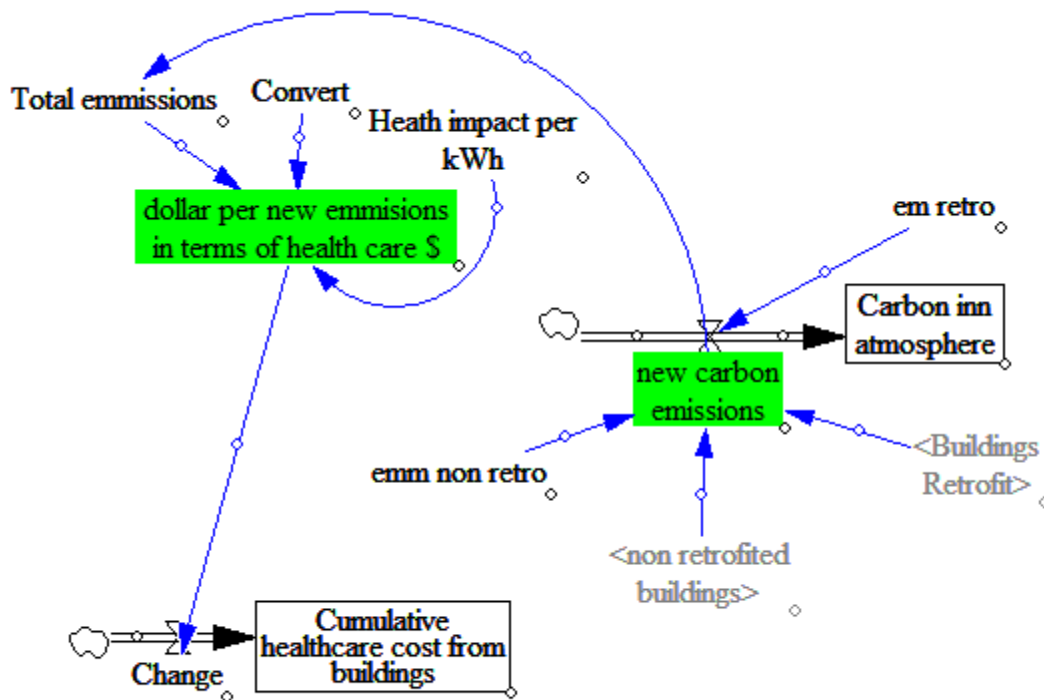 Total emmissions
Convert
Heath impact per
kWh
dollar per new emmisions
in terms of health care $
em retro
Carbon inn
atmosphere
new carbon
emissions
emm non retro
<Buildings
Retrofit>
<non retrofited
buildings>
Cumulative
healthcare cost from
buildings
Change